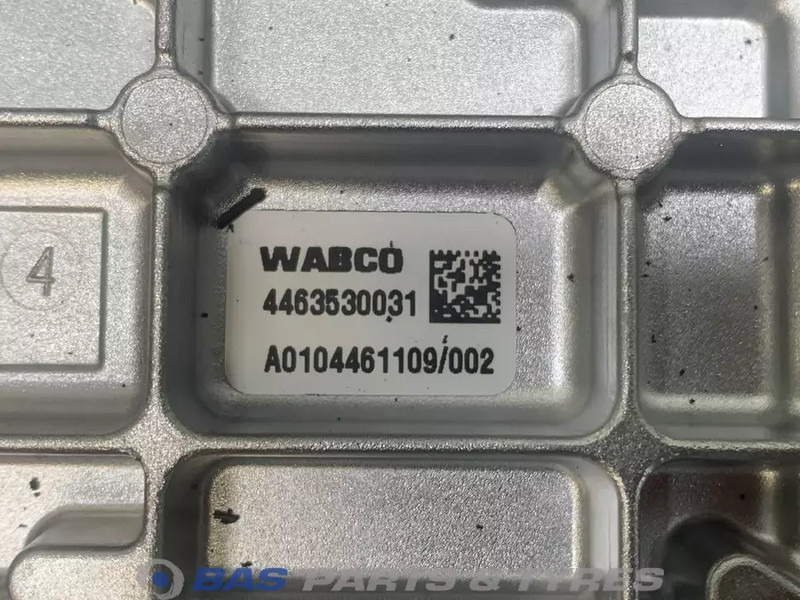 WABCO
4463530031
A0104461109/002
4
BAS PARTS & TYRES